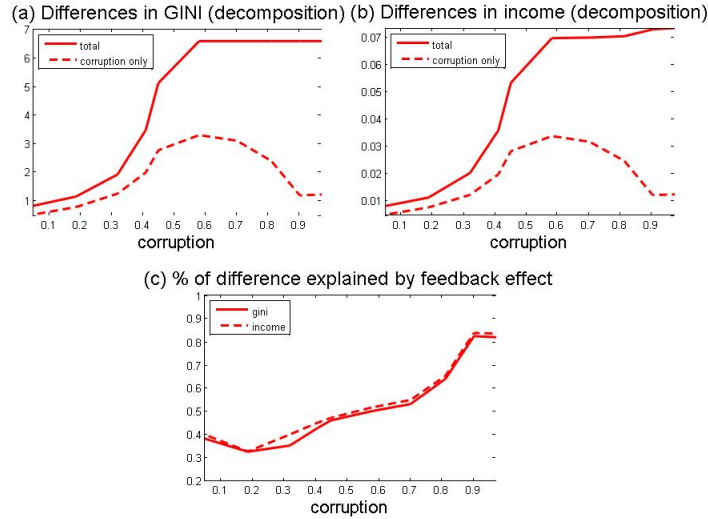 (a) Differences in GINI (decomposition)
7
6
5
4
3
2
1
total
corruption only
0.1 0.2 0.3 0.4 0.5 0.6 0.7 0.8 0.9
corruption
(b) Differences in income (decomposition)
0.07
0.06
0.05
0.04
0.03
0.02
0.01
total
corruption only
0.1 0.2 0.3 0.4 0.5 0.6 0.7 0.8 0.9
corruption
(c) % of difference explained by feedback effect
1
0.9
0.8
0.7
0.6
0.5
0.4
0.3
0.2
gini
income
0.1 0.2 0.3 0.4 0.5 0.6 0.7 0.8 0.9
corruption